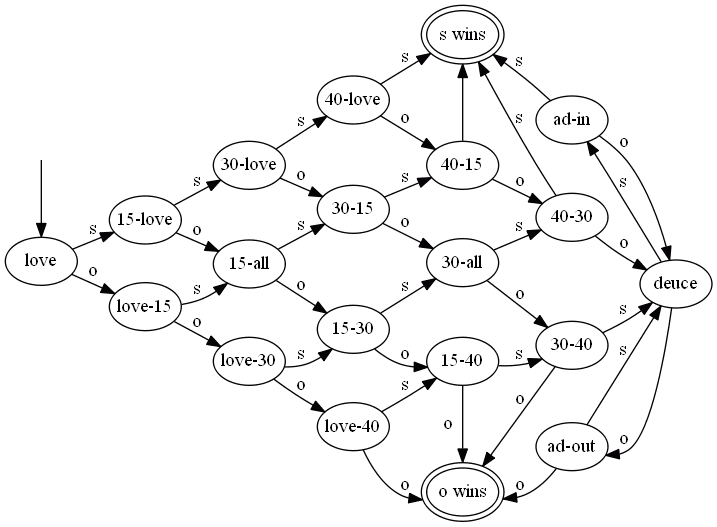 s wins
s
s
40-love
ad-in
s
o
s
o
30-love
s
40-15
s
o
s
o
15-love
30-15
40-30
s
o
s
o
o
love
15-all
30-all
deuce
o
s
o
o
s
love-15
s
15-30
30-40
o
s
o
s
s
love-30
15-40
o
s
o
o
love-40
ad-out
o
o
o wins
o